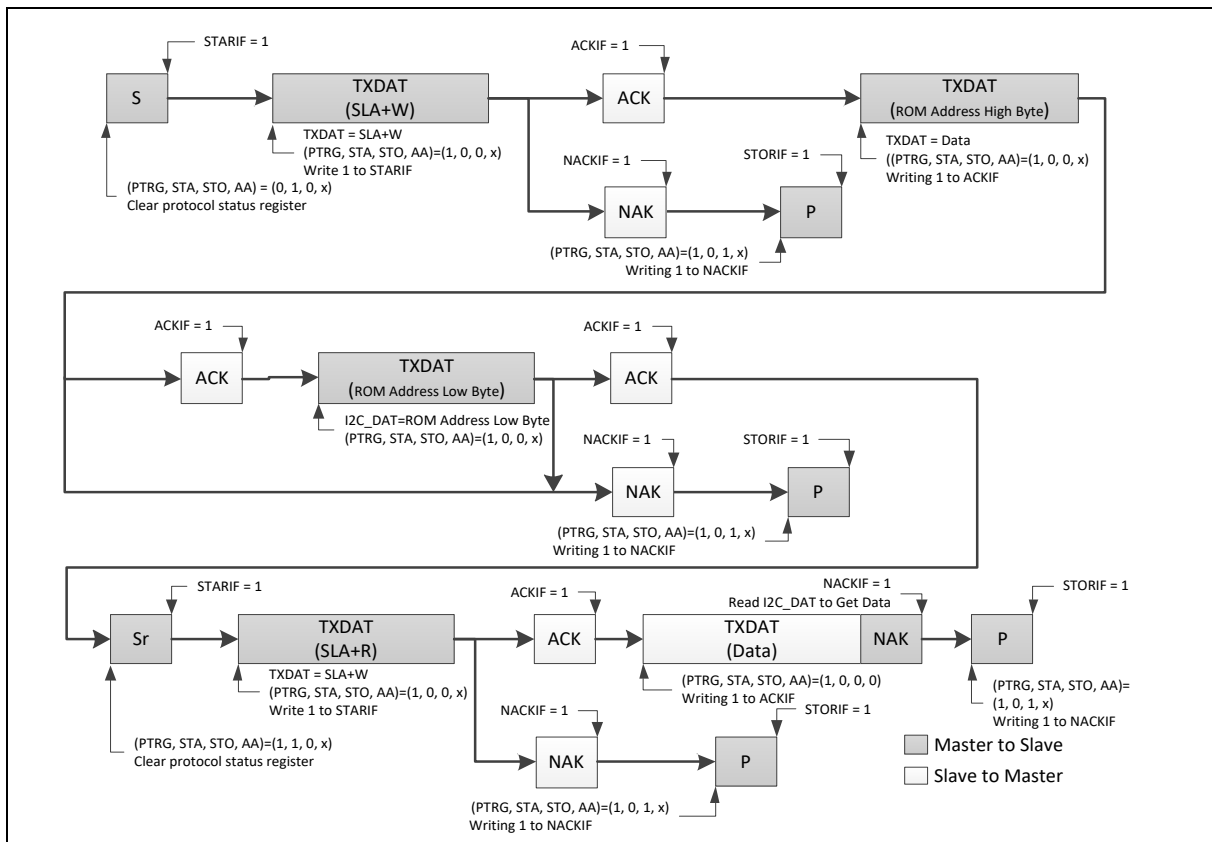 STARIF = 1
ACKIF = 1
S
TXDAT
(SLA+W)
ACK
TXDAT
(ROM Address High Byte)
TXDAT = SLA+W
(PTRG, STA, STO, AA)=(1, 0, 0, x)
Write 1 to STARIF
TXDAT = Data
((PTRG, STA, STO, AA)=(1, 0, 0, x)
Writing 1 to ACKIF
(PTRG, STA, STO, AA) = (0, 1, 0, x)
Clear protocol status register
NACKIF = 1
STORIF = 1
NAK
P
(PTRG, STA, STO, AA)=(1, 0, 1, x)
Writing 1 to NACKIF
ACKIF = 1
ACKIF = 1
ACK
TXDAT
(ROM Address Low Byte)
ACK
I2C_DAT=ROM Address Low Byte
(PTRG, STA, STO, AA)=(1, 0, 0, x)
NACKIF = 1
STORIF = 1
NAK
P
(PTRG, STA, STO, AA)=(1, 0, 1, x)
Writing 1 to NACKIF
STARIF = 1
ACKIF = 1
NACKIF = 1
Read I2C_DAT to Get Data
STORIF = 1
Sr
TXDAT
(SLA+R)
ACK
TXDAT
(Data)
NAK
P
TXDAT = SLA+W
(PTRG, STA, STO, AA)=(1, 0, 0, x)
Write 1 to STARIF
(PTRG, STA, STO, AA)=(1, 0, 0, 0)
Writing 1 to ACKIF
(PTRG, STA, STO, AA)=
(1, 0, 1, x)
Writing 1 to NACKIF
(PTRG, STA, STO, AA)=(1, 1, 0, x)
Clear protocol status register
NACKIF = 1
STORIF = 1
NAK
P
(PTRG, STA, STO, AA)=(1, 0, 1, x)
Writing 1 to NACKIF
Master to Slave
Slave to Master